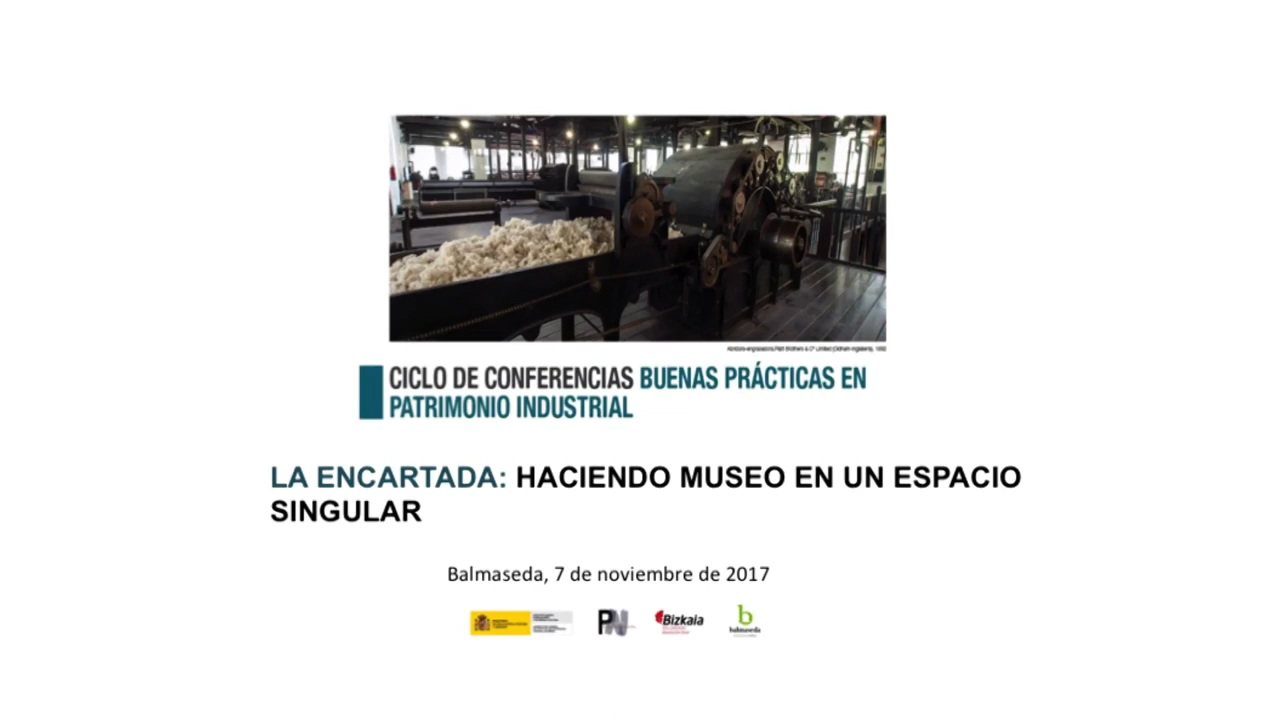 CICLO DE CONFERENCIAS BUENAS PRÁCTICAS EN
PATRIMONIO INDUSTRIAL
LA ENCARTADA: HACIENDO MUSEO EN UN ESPACIO
SINGULAR
Balmaseda, 7 de noviembre de 2017
Bizkaia
b
balmaseda